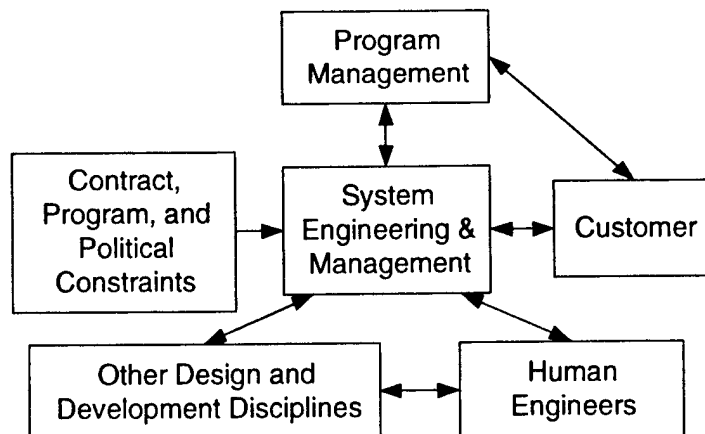 Program
Management
Contract,
Program, and
Political
Constraints
System
Engineering &
Management
Customer
Other Design and
Development Disciplines
Human
Engineers